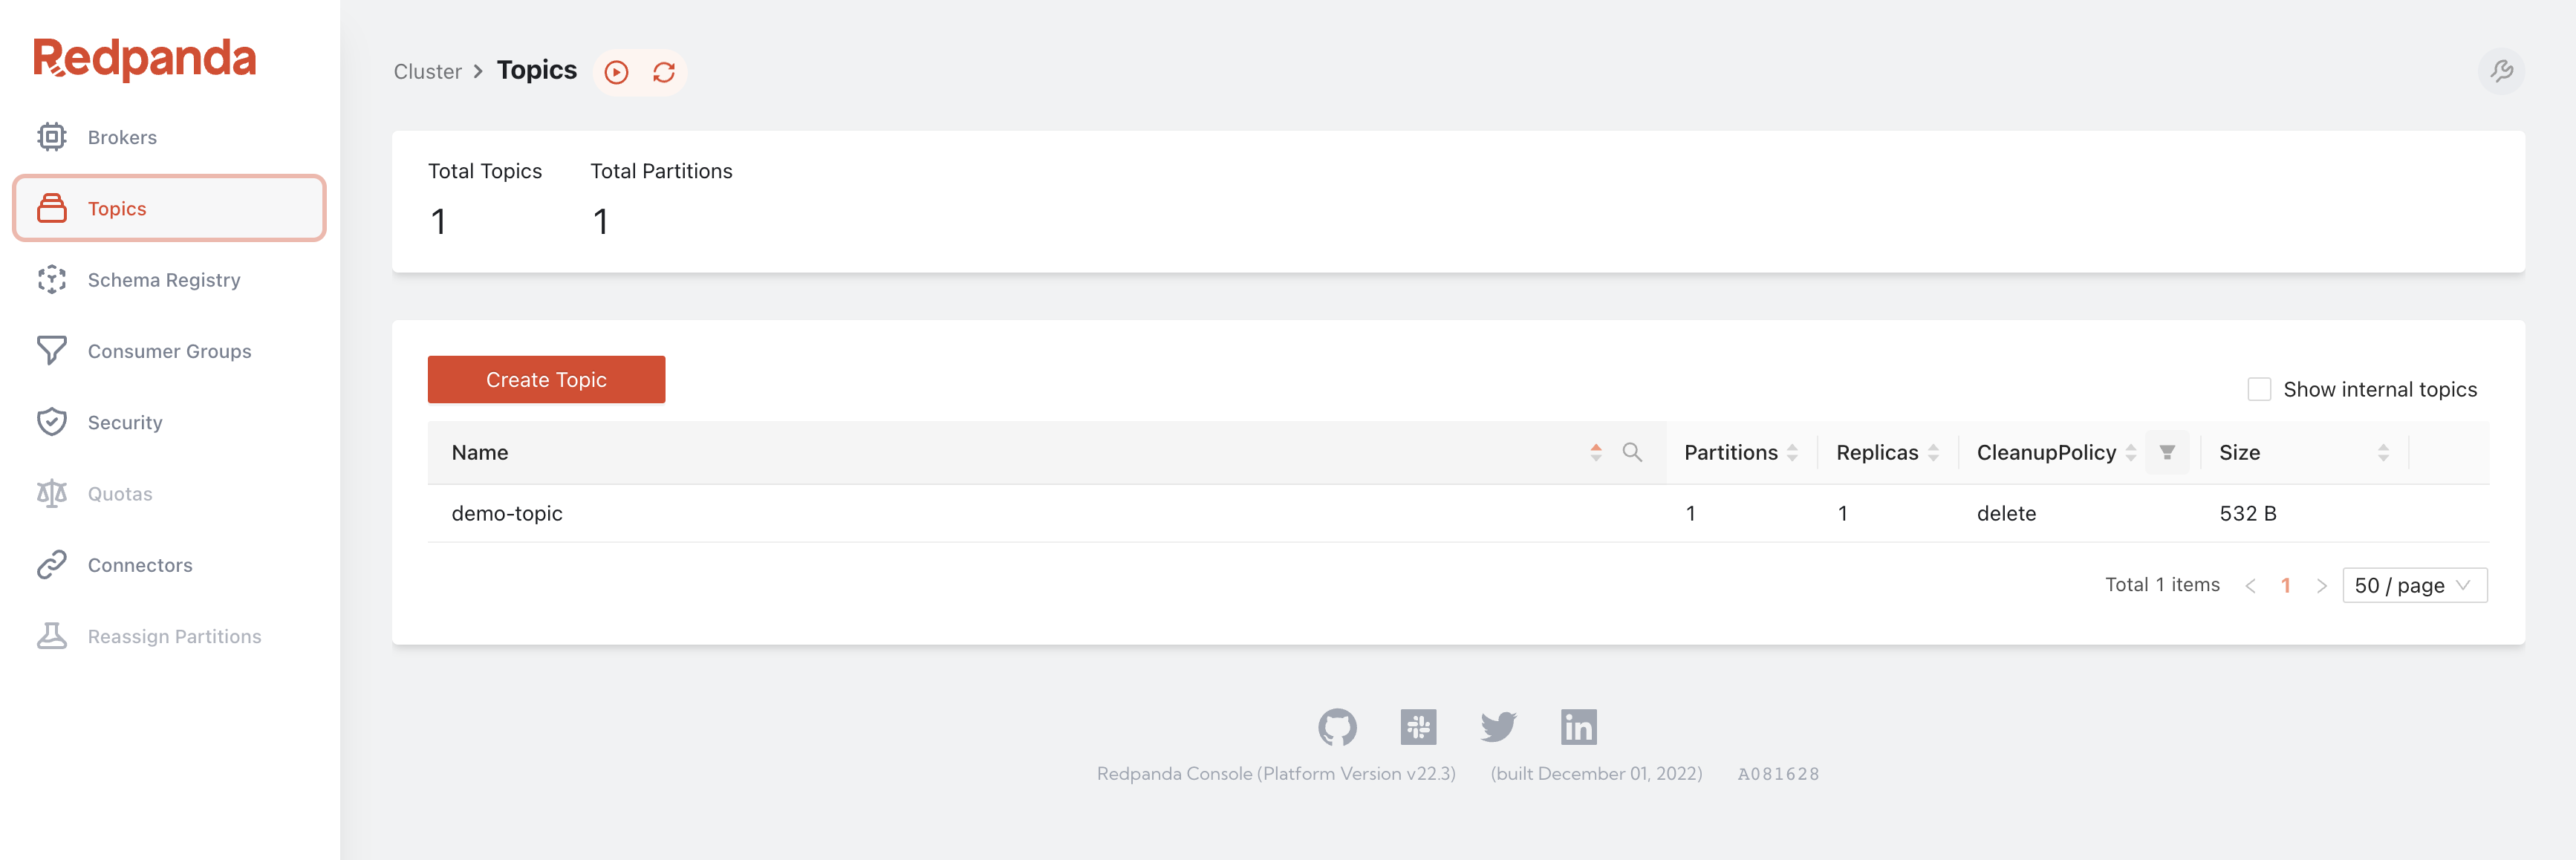 Redpanda
Brokers
Topics
Schema Registry
Consumer Groups
Security
Quotas
Connectors
Reassign Partitions
Cluster > Topics
Total Topics Total Partitions
1 1
Create Topic
Show internal topics
Name Partitions Replicas CleanupPolicy Size
demo-topic 1 1 delete 532 B
Total 1 items < 1 > 50 / page
Redpanda Console (Platform Version v22.3) (built December 01, 2022) A081628